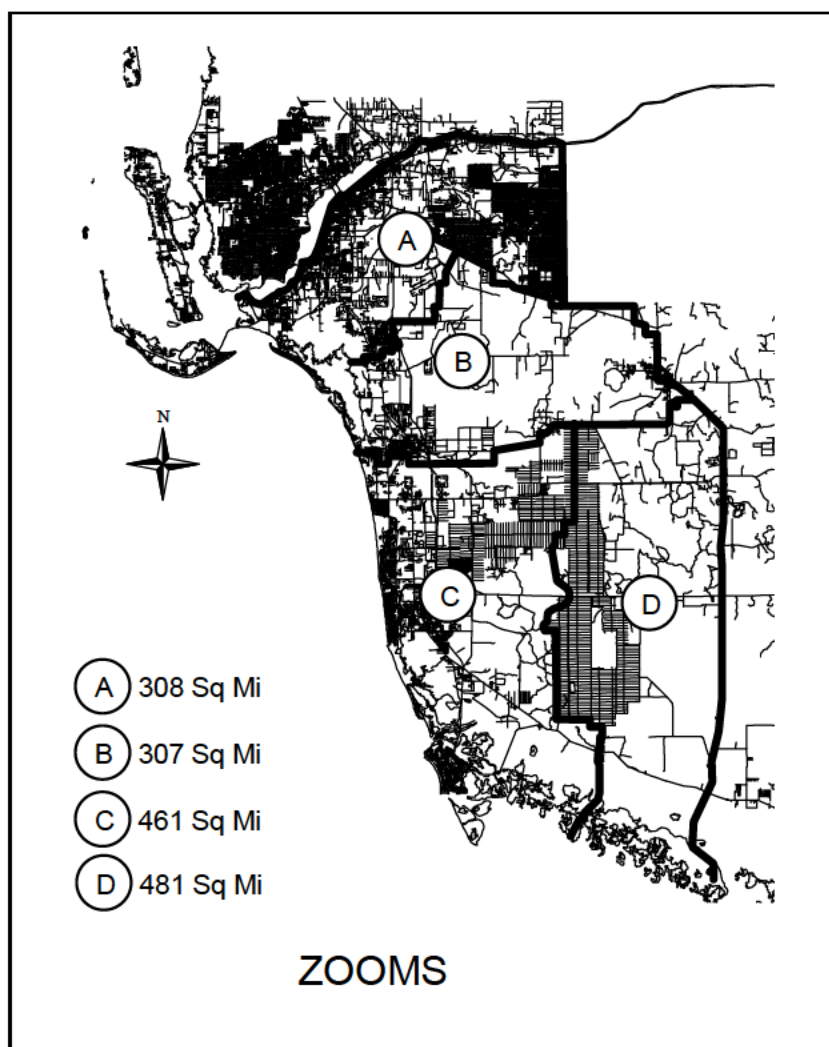 A
B
N
C
D
A 308 Sq Mi
B 307 Sq Mi
C 461 Sq Mi
D 481 Sq Mi
ZOOMS